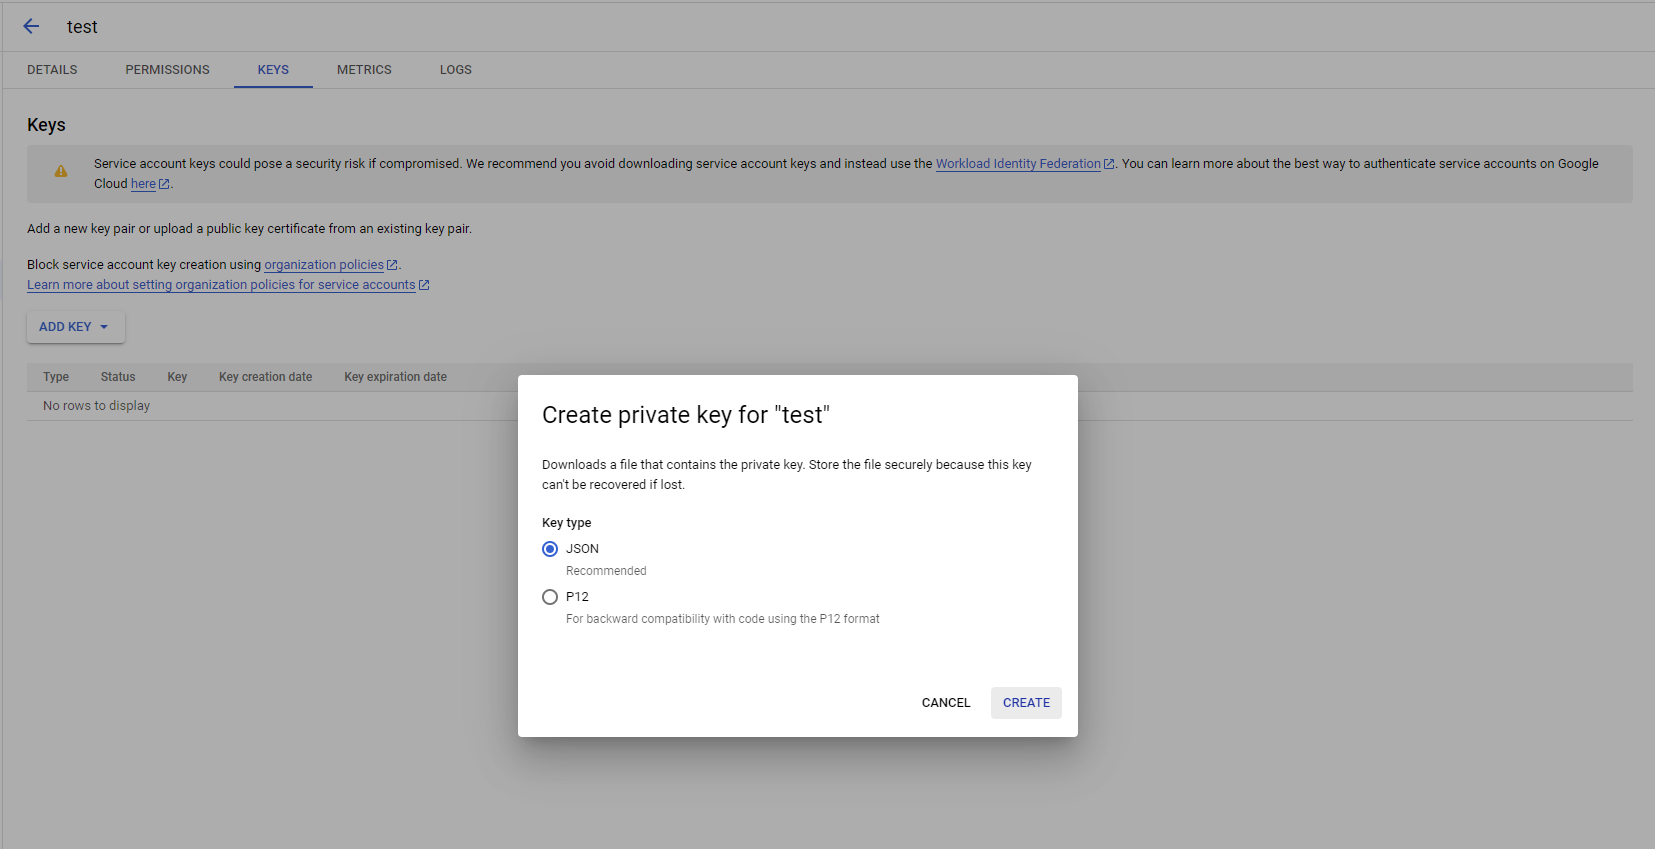 test
DETAILS PERMISSIONS KEYS METRICS LOGS
Keys
Service account keys could pose a security risk if compromised. We recommend you avoid downloading service account keys and instead use the Workload Identity Federation. You can learn more about the best way to authenticate service accounts on Google
Cloud here.
Add a new key pair or upload a public key certificate from an existing key pair.
Block service account key creation using organization policies.
Learn more about setting organization policies for service accounts
ADD KEY
Type Status Key Key creation date Key expiration date
No rows to display
Create private key for "test"
Downloads a file that contains the private key. Store the file securely because this key
can't be recovered if lost.
Key type
JSON
Recommended
P12
For backward compatibility with code using the P12 format
CANCEL CREATE